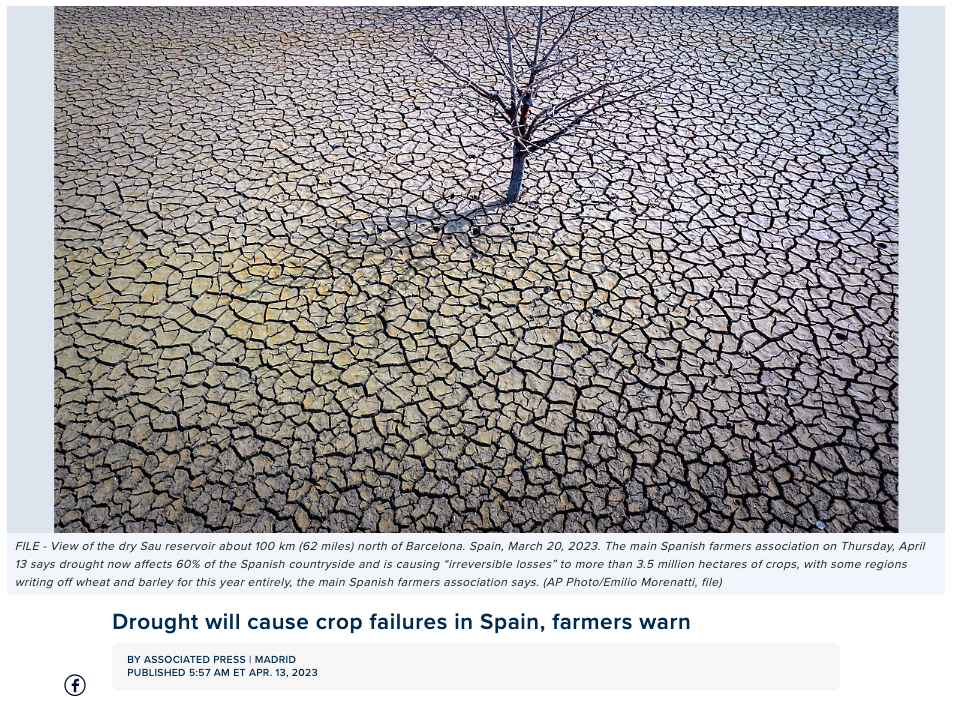 FILE - View of the dry Sau reservoir about 100 km (62 miles) north of Barcelona. Spain, March 20, 2023. The main Spanish farmers association on Thursday, April
13 says drought now affects 60% of the Spanish countryside and is causing “irreversible losses” to more than 3.5 million hectares of crops, with some regions
writing off wheat and barley for this year entirely, the main Spanish farmers association says. (AP Photo/Emilio Morenatti, file)
Drought will cause crop failures in Spain, farmers warn
BY ASSOCIATED PRESS | MADRID
PUBLISHED 5:57 AM ET APR. 13, 2023